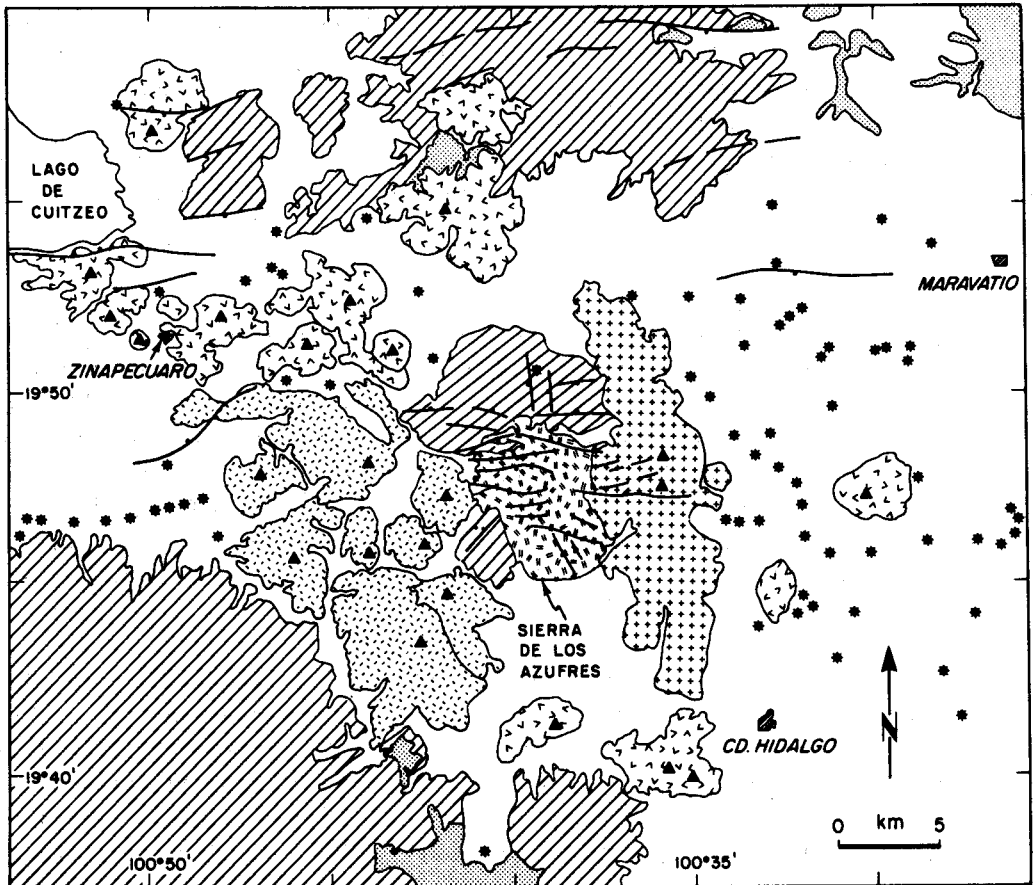 LAGO
DE
CUITZEO
MARAVATIO
ZINAPECUARO
19°50'
SIERRA
DE LOS
AZUFRES
CD. HIDALGO
N
19°40'
0 km 5
100°50'
100°35'